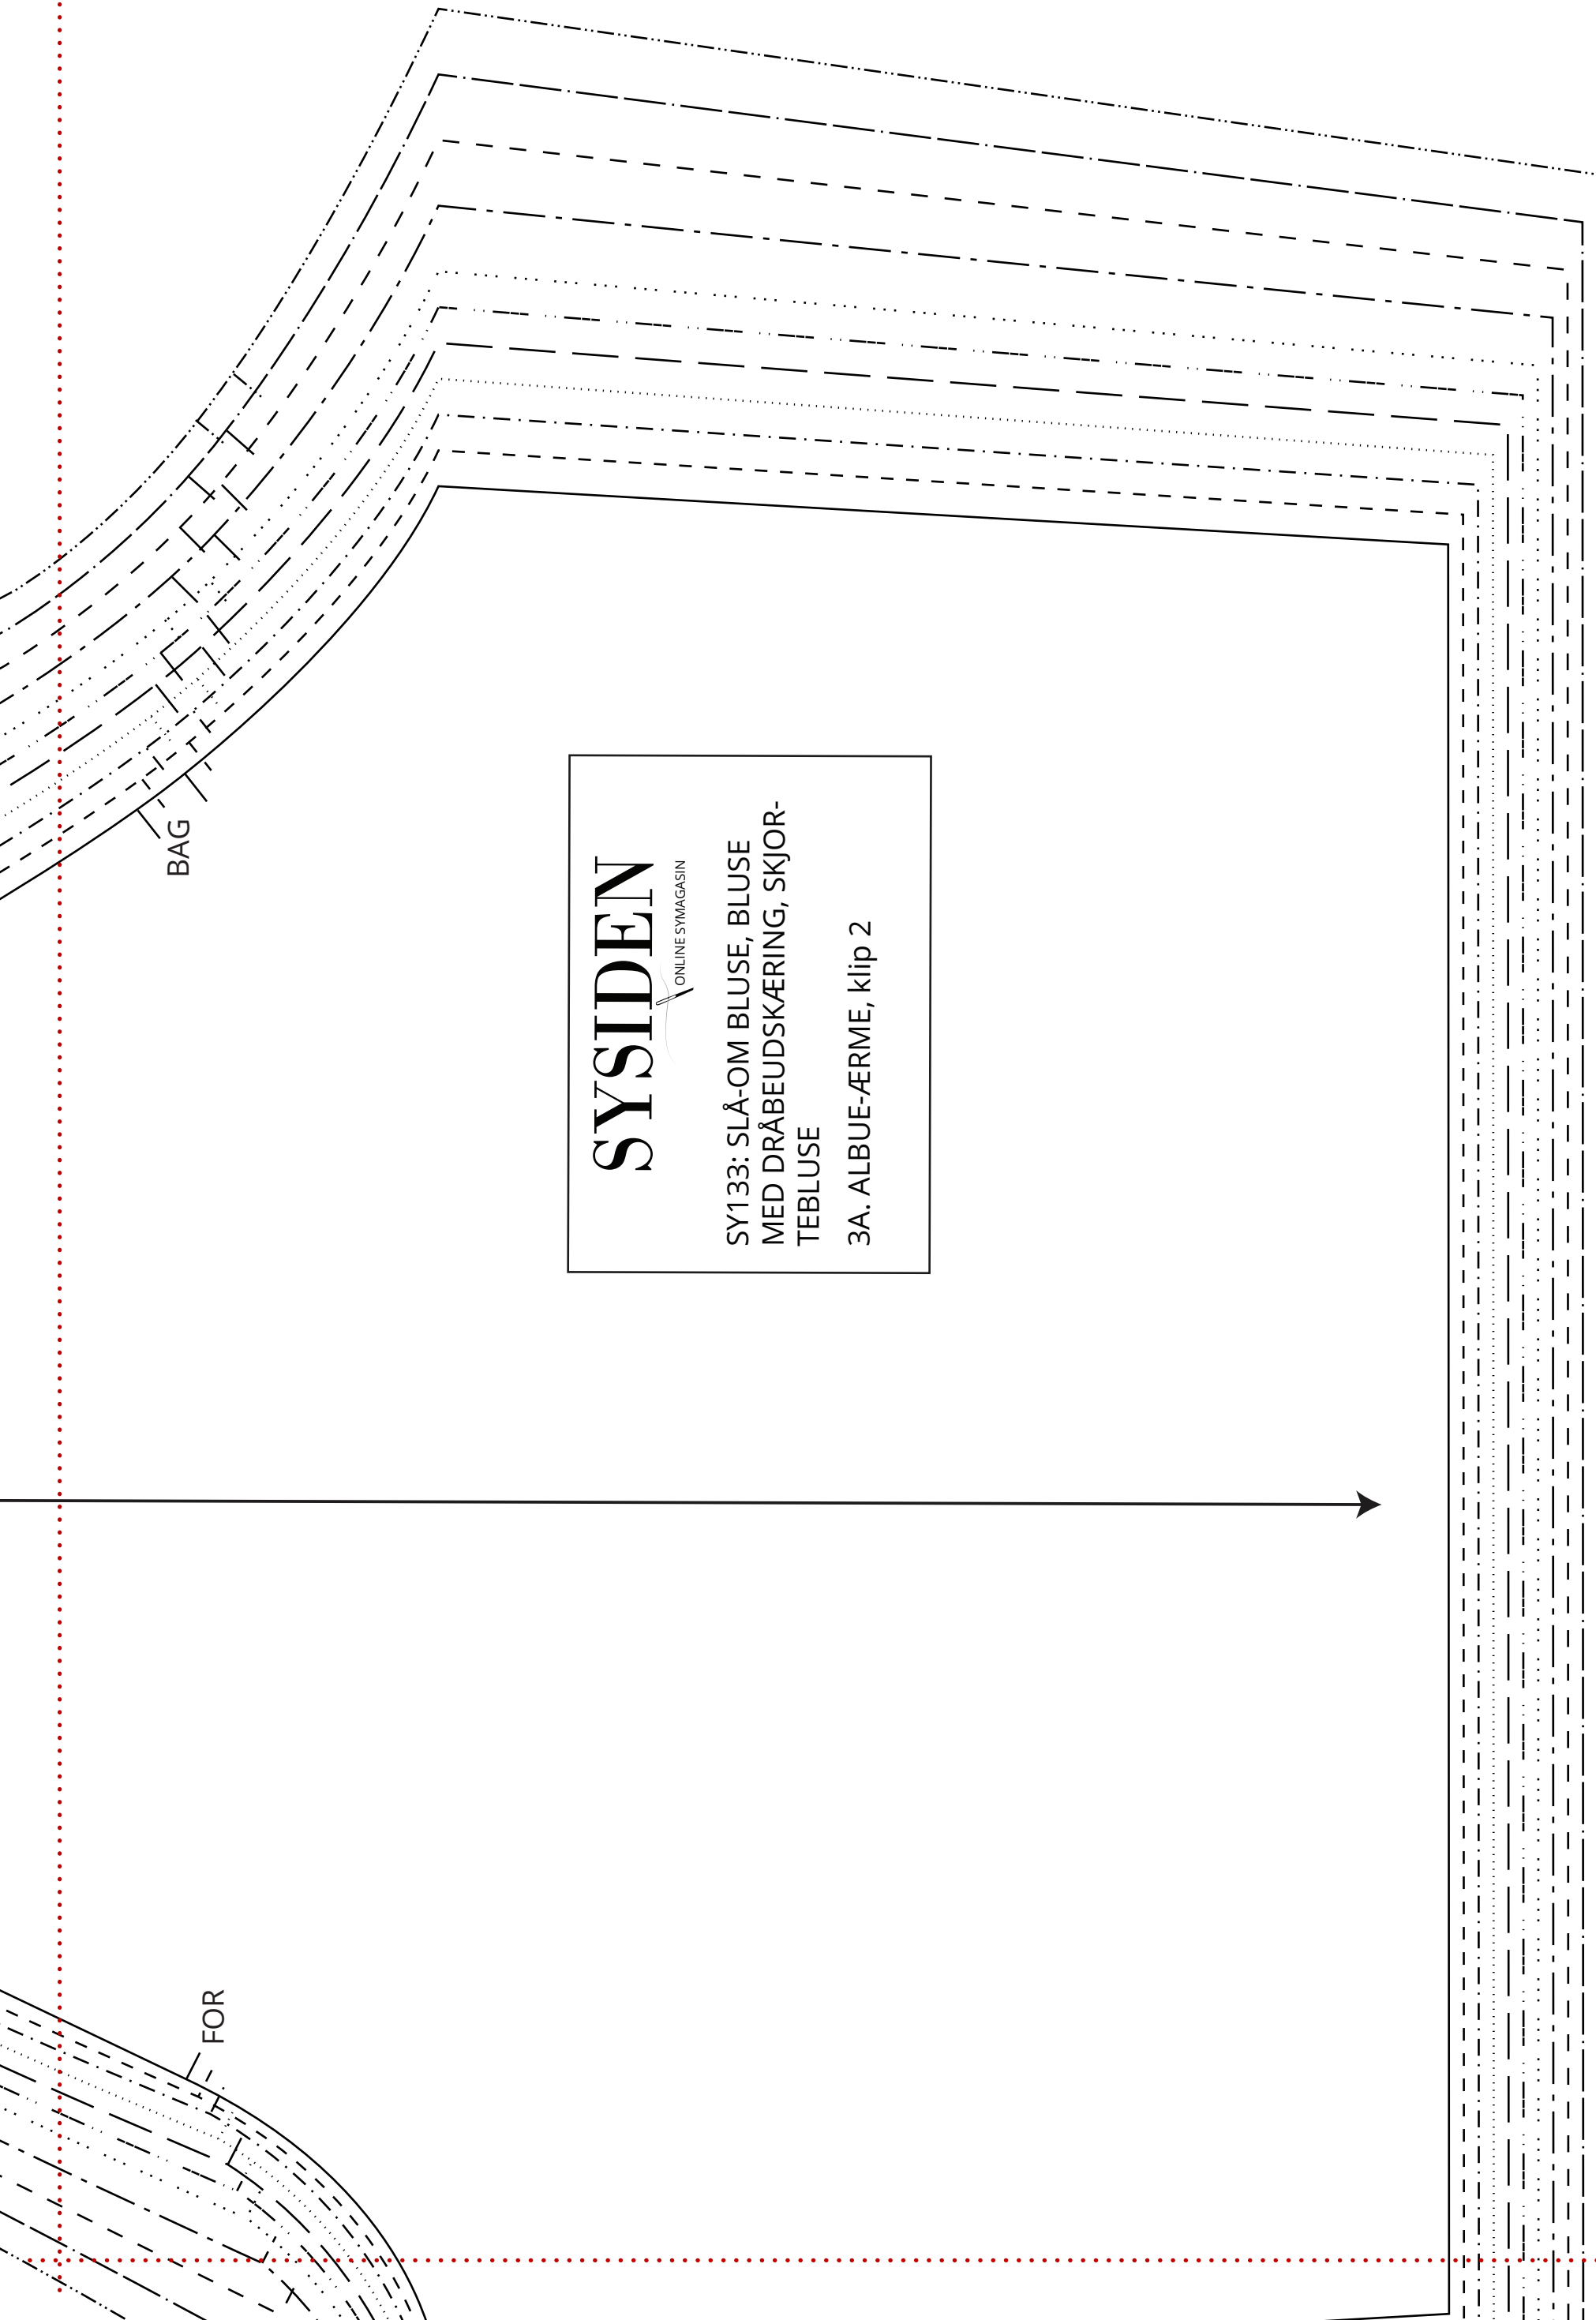 BAG
SYSIDEN
ONLINE SYMAGASIN
SY133: SLÅ-OM BLUSE, BLUSE
MED DRÅBEUDSKÆRING, SKJOR-
TEBLUSE
3A. ALBUE-ÆRME, klip 2
FOR